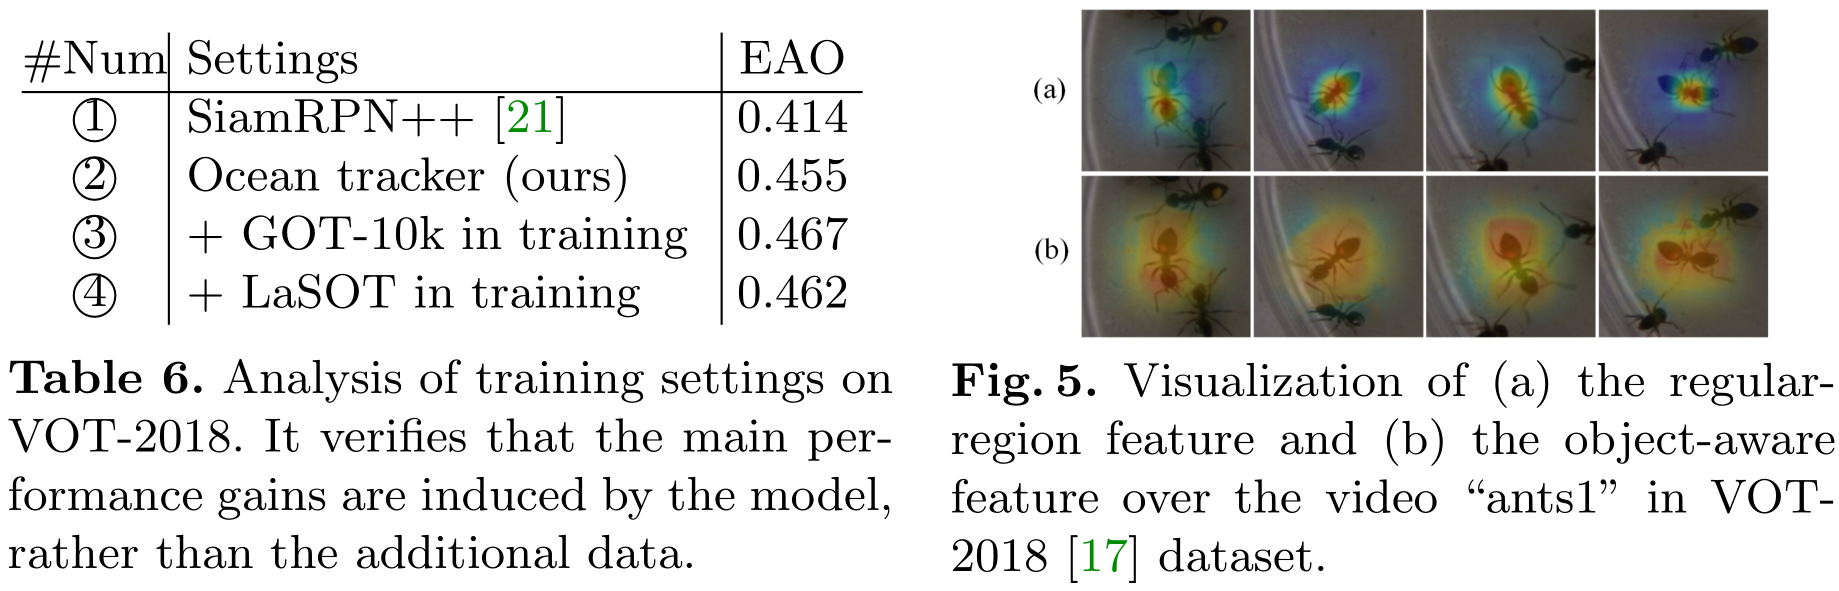 #Num Settings EAO
① SiamRPN++ [21] 0.414
② Ocean tracker (ours) 0.455
③ + GOT-10k in training 0.467
④ + LaSOT in training 0.462
Table 6. Analysis of training settings on
VOT-2018. It verifies that the main per-
formance gains are induced by the model,
rather than the additional data.
(a)
(b)
Fig. 5. Visualization of (a) the regular-
region feature and (b) the object-aware
feature over the video “ants1” in VOT-
2018 [17] dataset.